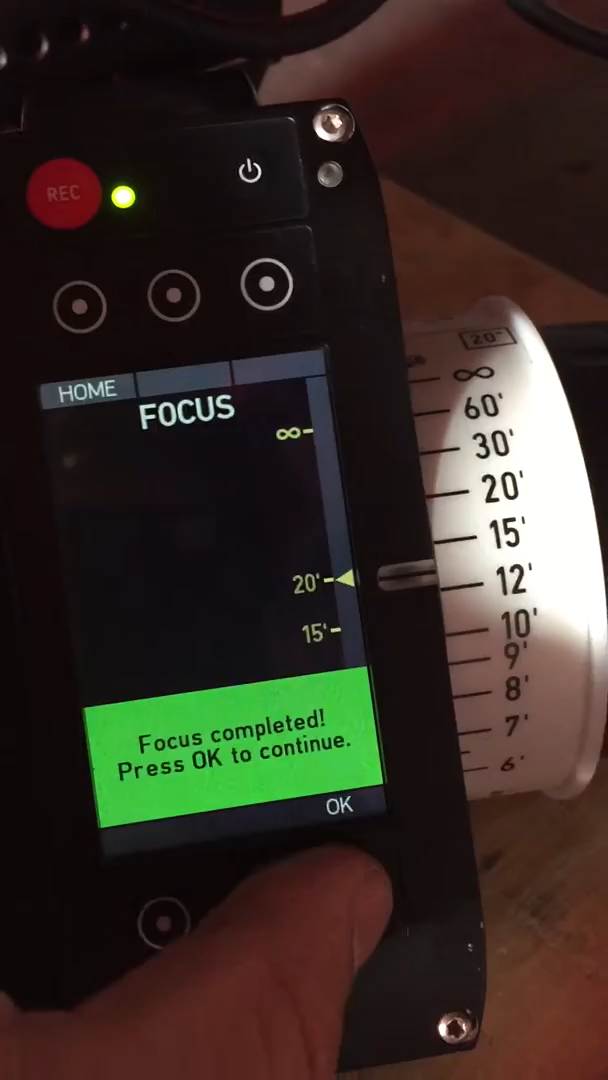 REC
HOME
FOCUS
∞
20'
15'
Focus completed!
Press OK to continue.
OK
20"
∞
60'
30'
20'
15'
12'
10'
9'
8'
7'
6'